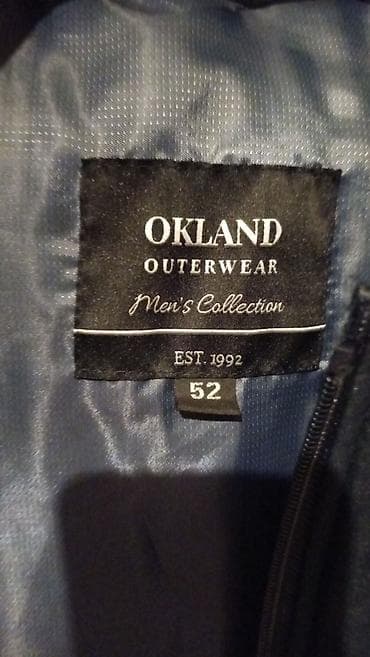 OKLAND
OUTERWEAR
Men's Collection
EST. 1992
52